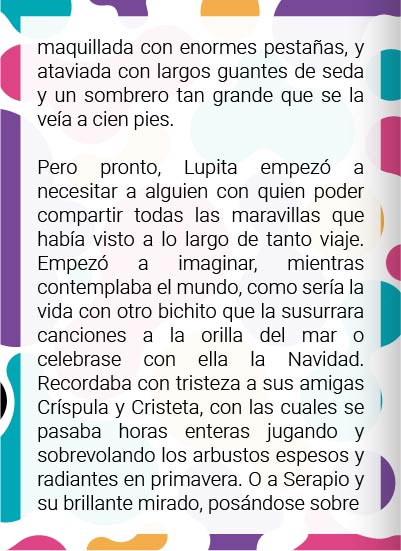 maquillada con enormes pestañas, y
ataviada con largos guantes de seda
y un sombrero tan grande que se la
veía a cien pies.
Pero pronto, Lupita empezó a
necesitar a alguien con quien poder
compartir todas las maravillas que
había visto a lo largo de tanto viaje.
Empezó a imaginar, mientras
contemplaba el mundo, como sería la
vida con otro bichito que la susurrara
canciones a la orilla del mar o
celebrase con ella la Navidad.
Recordaba con tristeza a sus amigas
Críspula y Cristeta, con las cuales se
pasaba horas enteras jugando y
sobrevolando los arbustos espesos y
radiantes en primavera. O a Serapio y
su brillante mirado, posándose sobre